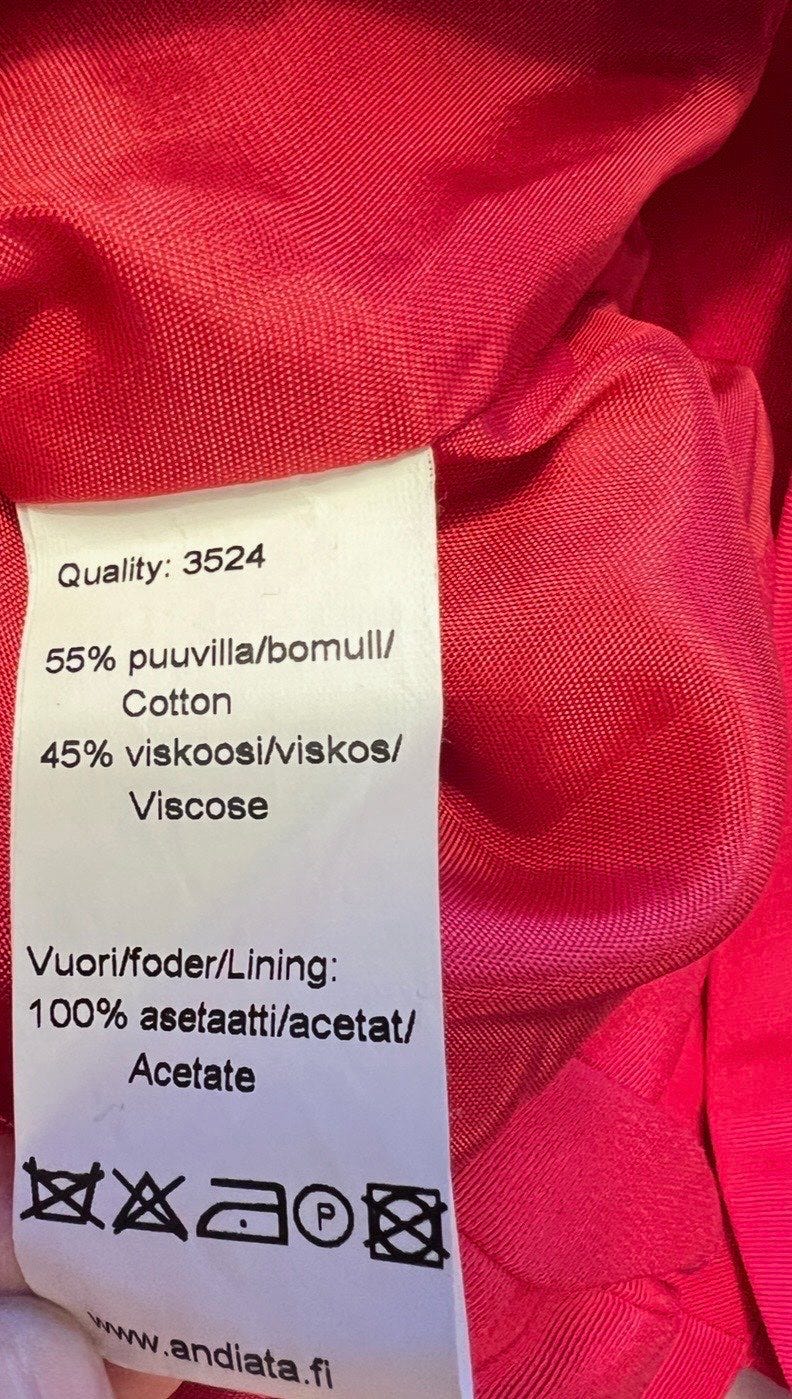 Quality: 3524
55% puuvilla/bomull/
Cotton
45% viskoosi/viskos/
Viscose
Vuori/foder/Lining:
100% asetaatti/acetat/
Acetate
P
www.andiata.fi